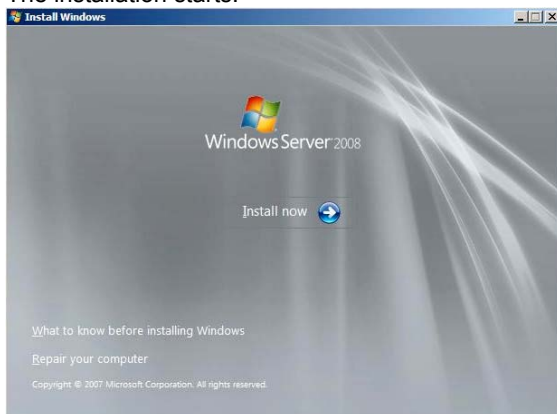 The installation starts:
Install Windows
Windows Server 2008
Install now
What to know before installing Windows
Repair your computer
Copyright © 2007 Microsoft Corporation. All rights reserved.